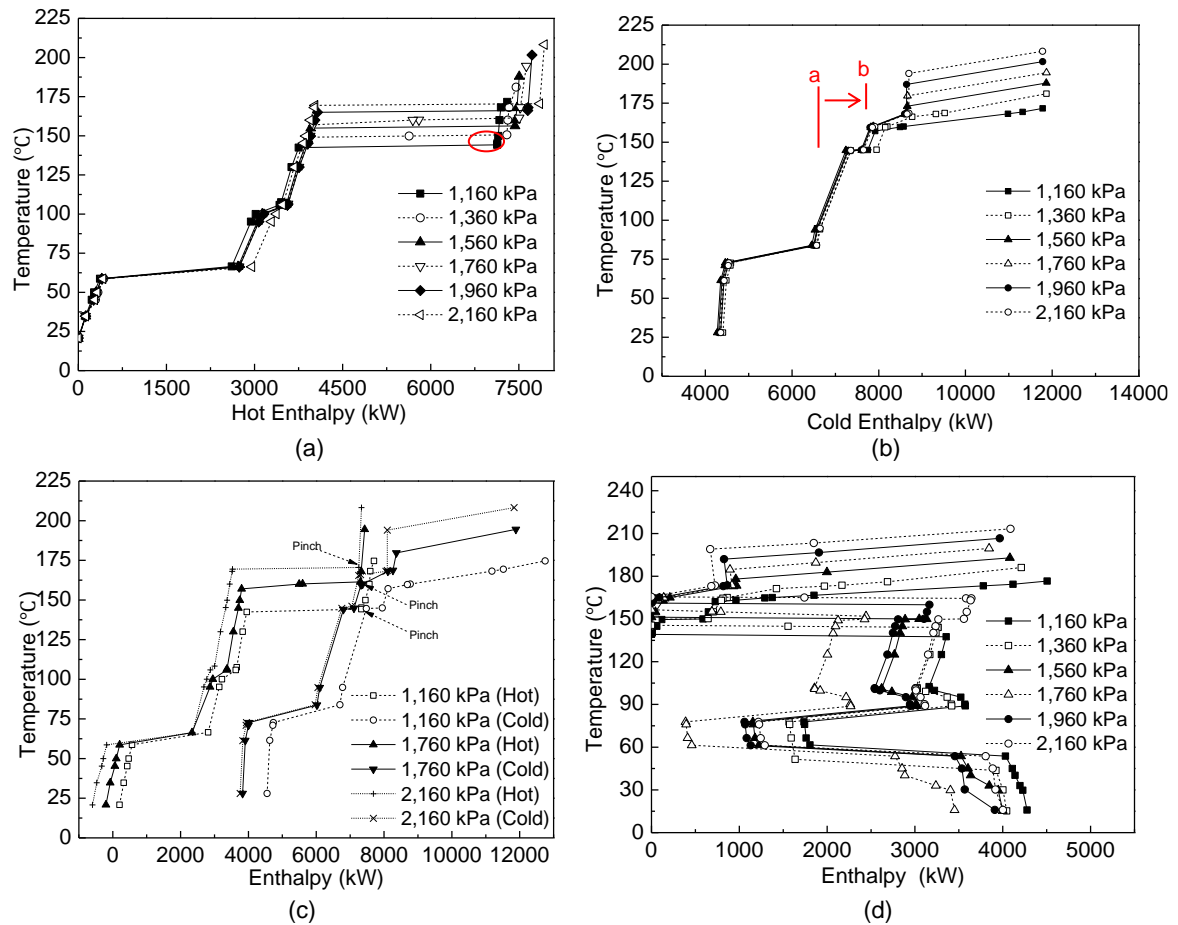 225
200
175
150
125
100
75
50
25
0
Temperature (℃)
0 1500 3000 4500 6000 7500
Hot Enthalpy (kW)
1,160 kPa
1,360 kPa
1,560 kPa
1,760 kPa
1,960 kPa
2,160 kPa
(a)
225
200
175
150
125
100
75
50
25
0
Temperature (℃)
a
b
4000 6000 8000 10000 12000 14000
Cold Enthalpy (kW)
1,160 kPa
1,360 kPa
1,560 kPa
1,760 kPa
1,960 kPa
2,160 kPa
(b)
225
200
175
150
125
100
75
50
25
0
Temperature (℃)
Pinch
Pinch
Pinch
0 2000 4000 6000 8000 10000 12000
Enthalpy (kW)
1,160 kPa (Hot)
1,160 kPa (Cold)
1,760 kPa (Hot)
1,760 kPa (Cold)
2,160 kPa (Hot)
2,160 kPa (Cold)
(c)
240
210
180
150
120
90
60
30
0
Temperature (℃)
0 1000 2000 3000 4000 5000
Enthalpy (kW)
1,160 kPa
1,360 kPa
1,560 kPa
1,760 kPa
1,960 kPa
2,160 kPa
(d)